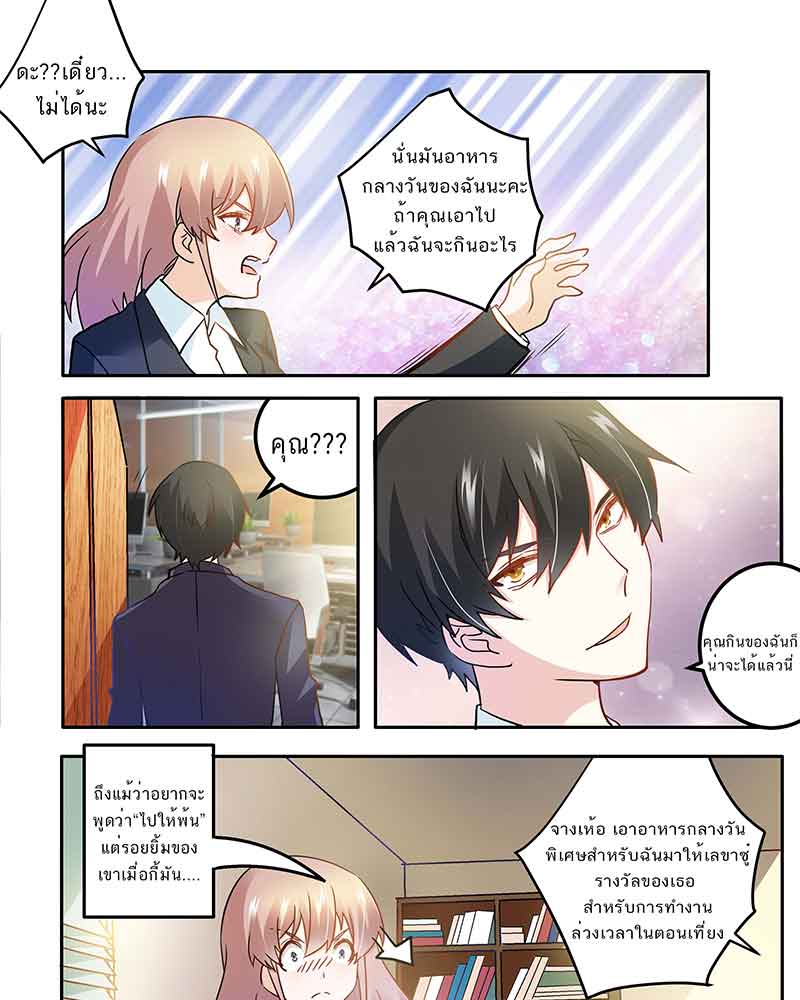 ดะ??เดี๋ยว...
ไม่ได้นะ
นั่นมันอาหาร
กลางวันของฉันนะคะ
ถ้าคุณเอาไป
แล้วฉันจะกินอะไร
คุณ???
คุณกินของฉันก็
น่าจะได้แล้วนี่
ถึงแม้ว่าอยากจะ
พูดว่า“ไปให้พ้น”
แต่รอยยิ้มของ
เขาเมื่อกี้มัน....
จางเห้อ เอาอาหารกลางวัน
พิเศษสำหรับฉันมาให้เลขาซู่
รางวัลของเธอ
สำหรับการทำงาน
ล่วงเวลาในตอนเที่ยง